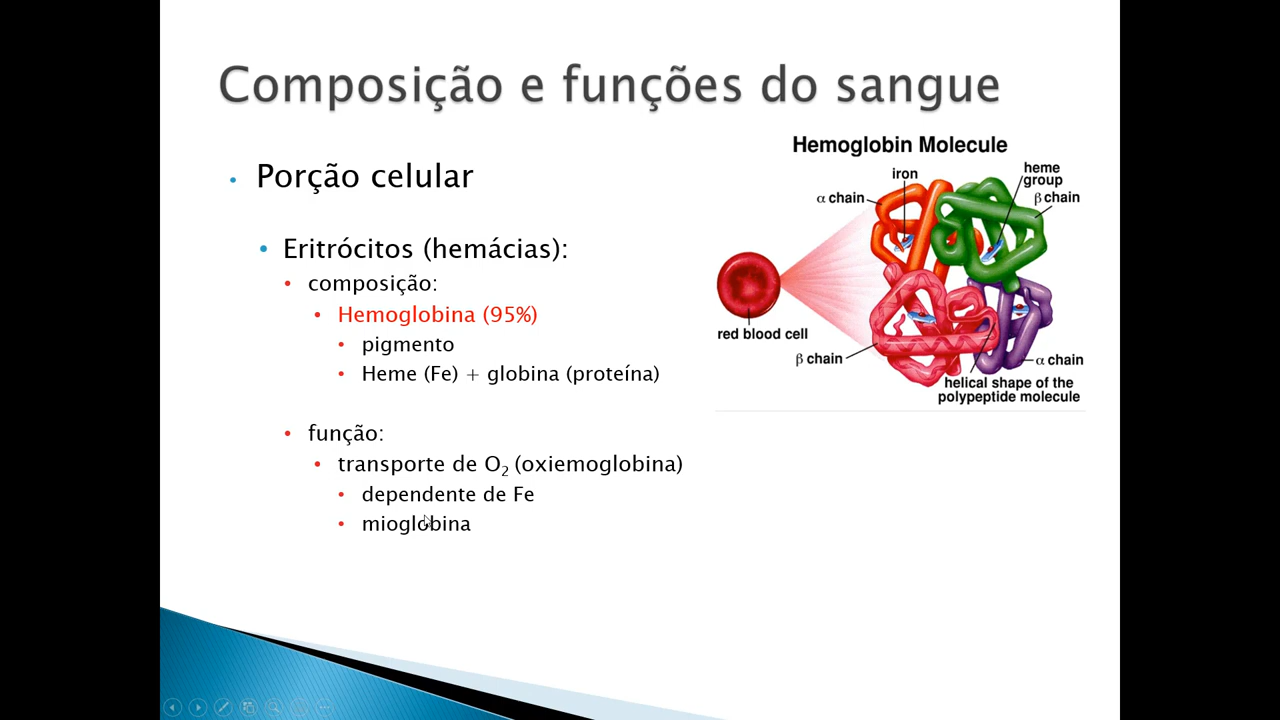 Composição e funções do sangue
• Porção celular
• Eritrócitos (hemácias):
• composição:
• Hemoglobina (95%)
• pigmento
• Heme (Fe) + globina (proteína)
• função:
• transporte de O₂ (oxiemoglobina)
• dependente de Fe
• mioglobina
Hemoglobin Molecule
iron
heme
group
α chain
β chain
red blood cell
β chain
α chain
helical shape of the
polypeptide molecule